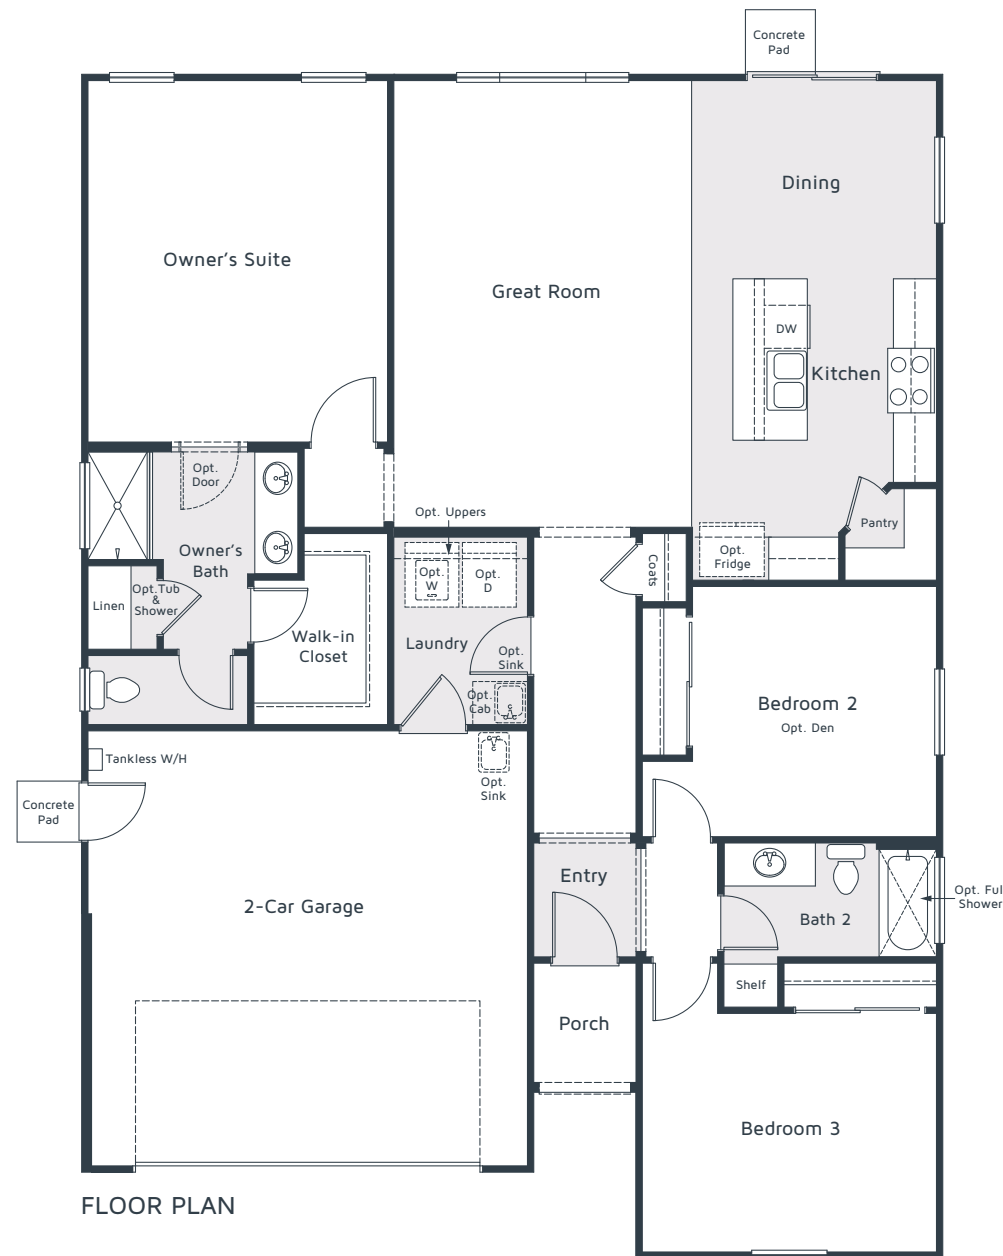 Concrete
Pad
Dining
Owner's Suite
Great Room
DW
Kitchen
Opt.
Door
Opt. Uppers
Pantry
Owner's
Bath
Opt.
W
Opt.
D
Coats
Opt.
Fridge
Linen
Opt.Tub
&
Shower
Walk-in
Closet
Laundry
Opt.
Sink
Opt.
Cab
Bedroom 2
Opt. Den
Tankless W/H
Opt.
Sink
Concrete
Pad
Entry
2-Car Garage
Bath 2
Opt. Ful
Shower
Shelf
Porch
Bedroom 3
FLOOR PLAN